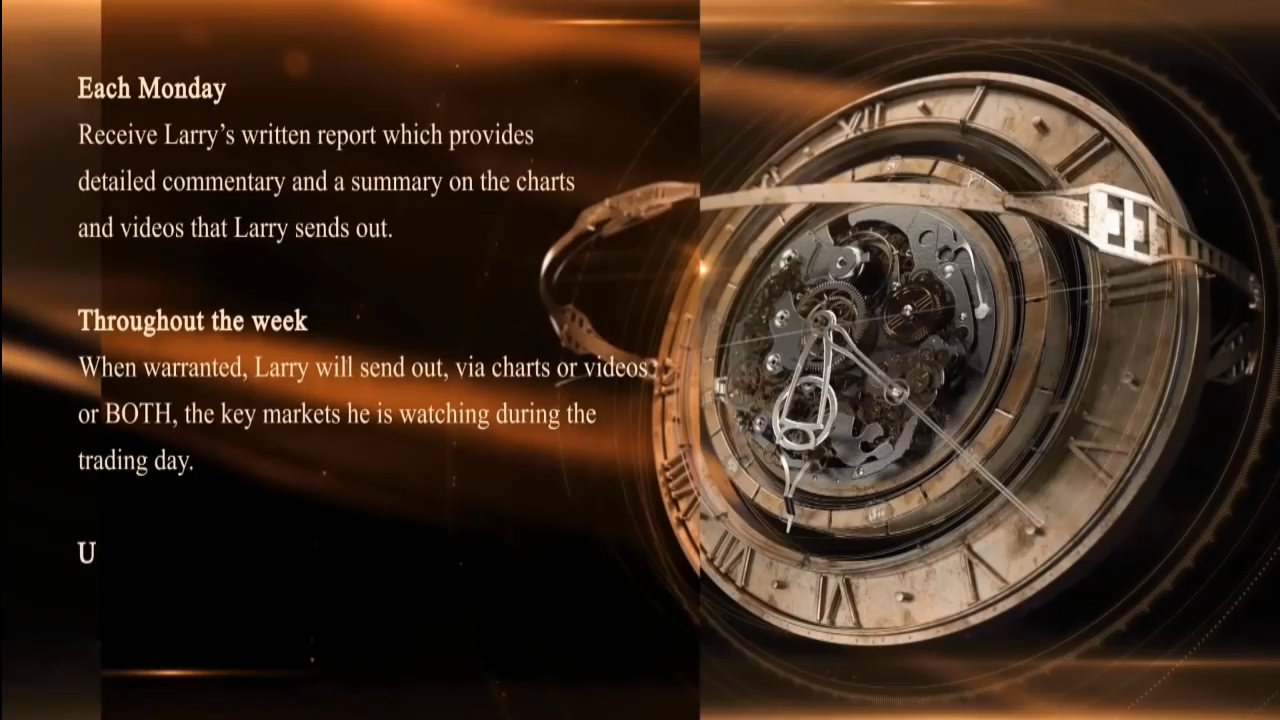 Each Monday
Receive Larry’s written report which provides
detailed commentary and a summary on the charts
and videos that Larry sends out.
Throughout the week
When warranted, Larry will send out, via charts or videos
or BOTH, the key markets he is watching during the
trading day.
U